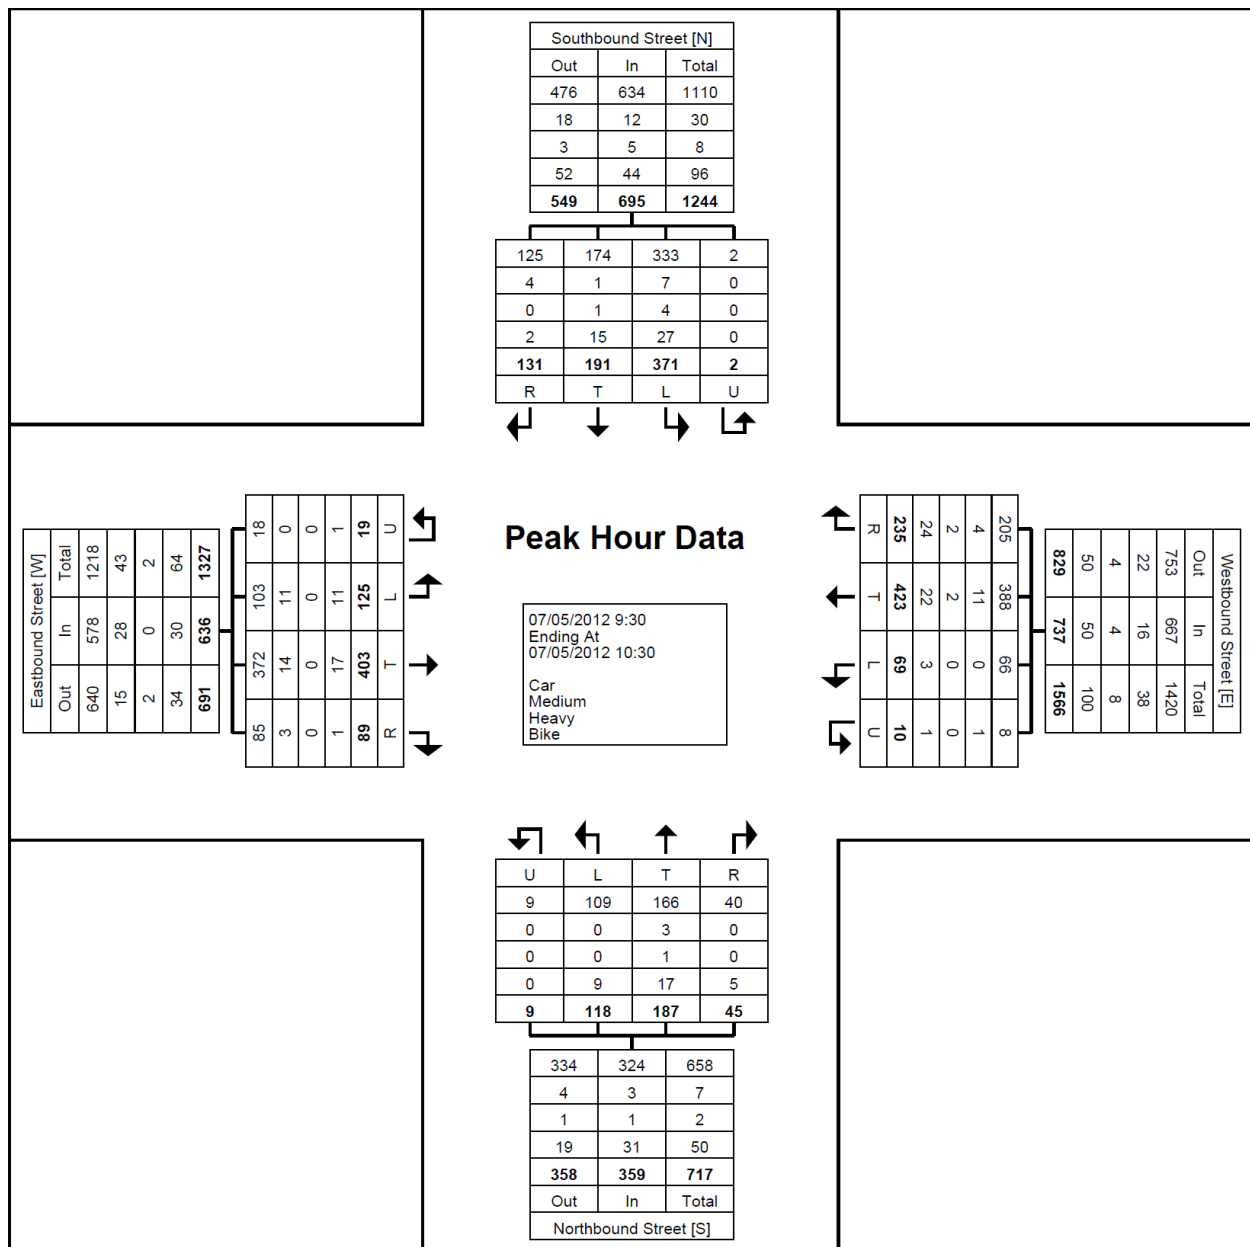 Southbound Street [N]
Out In Total
476 634 1110
18 12 30
3 5 8
52 44 96
549 695 1244
125 174 333 2
4 1 7 0
0 1 4 0
2 15 27 0
131 191 371 2
R T L U
Eastbound Street [W]
Out In Total
640 578 1218
15 28 43
2 0 2
34 30 64
691 636 1327
85 372 103 18
3 14 11 0
0 0 0 0
1 17 11 1
89 403 125 19
R T L U
Peak Hour Data
07/05/2012 9:30
Ending At
07/05/2012 10:30
Car
Medium
Heavy
Bike
Westbound Street [E]
Out In Total
753 667 1420
22 16 38
4 4 8
50 50 100
829 737 1566
205 388 66 8
4 11 0 1
2 2 0 0
24 22 3 1
235 423 69 10
R T L U
U L T R
9 109 166 40
0 0 3 0
0 0 1 0
0 9 17 5
9 118 187 45
334 324 658
4 3 7
1 1 2
19 31 50
358 359 717
Out In Total
Northbound Street [S]